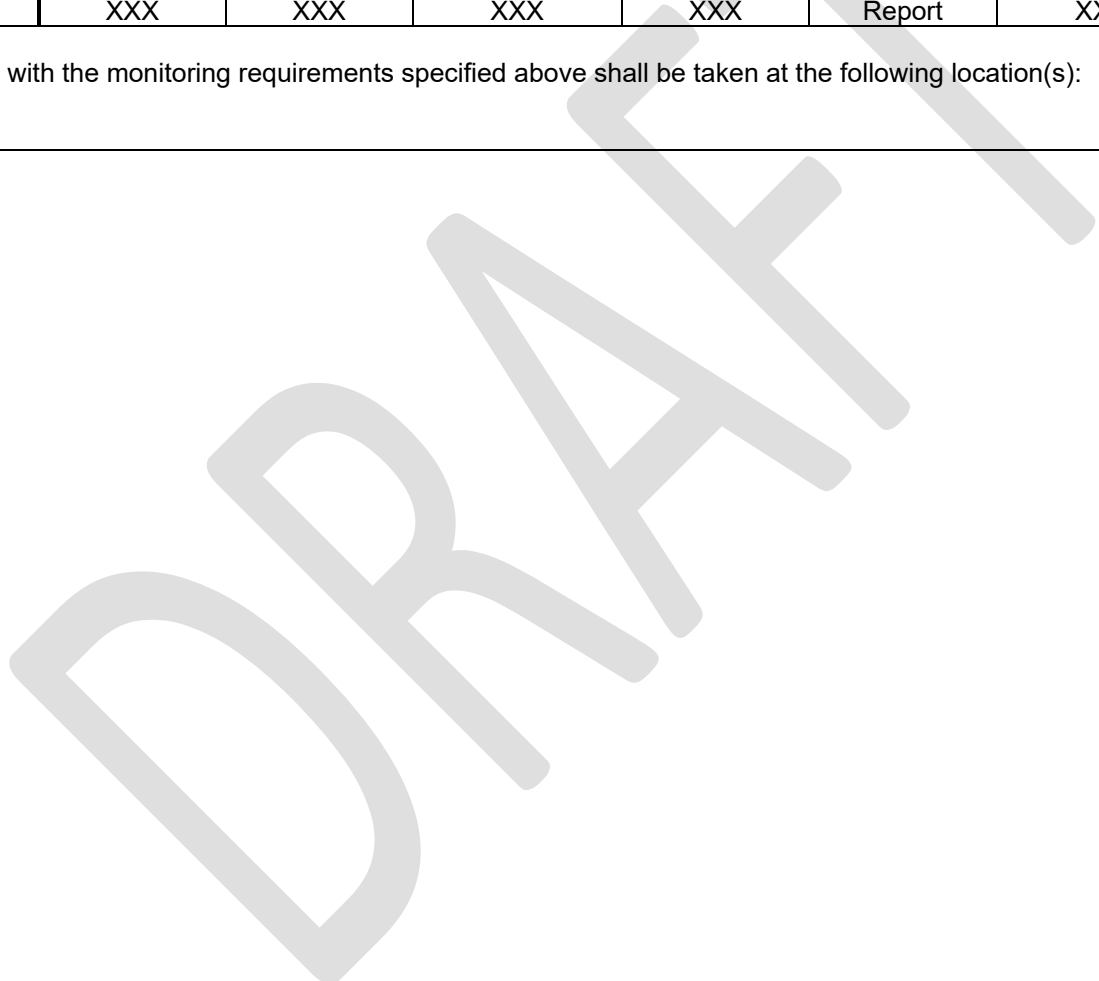 XXX XXX XXX XXX Report XX
with the monitoring requirements specified above shall be taken at the following location(s):
DRAFT